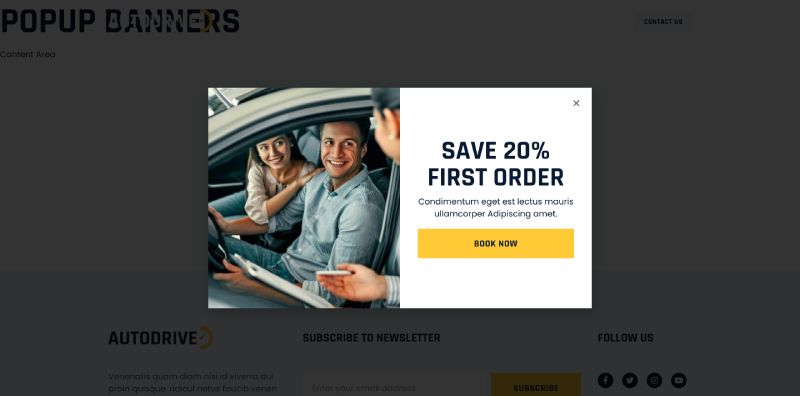 POPUP BANNERS
AUTODRIVE
CONTACT US
Content Area
SAVE 20%
FIRST ORDER
Condimentum eget est lectus mauris
ullamcorper Adipiscing amet.
BOOK NOW
AUTODRIVE
SUBSCRIBE TO NEWSLETTER
FOLLOW US
Venenatis quam diam nisi id viverra dui
proin quisque, ridicul netus faucib venen
Enter your email address
SUBSCRIBE